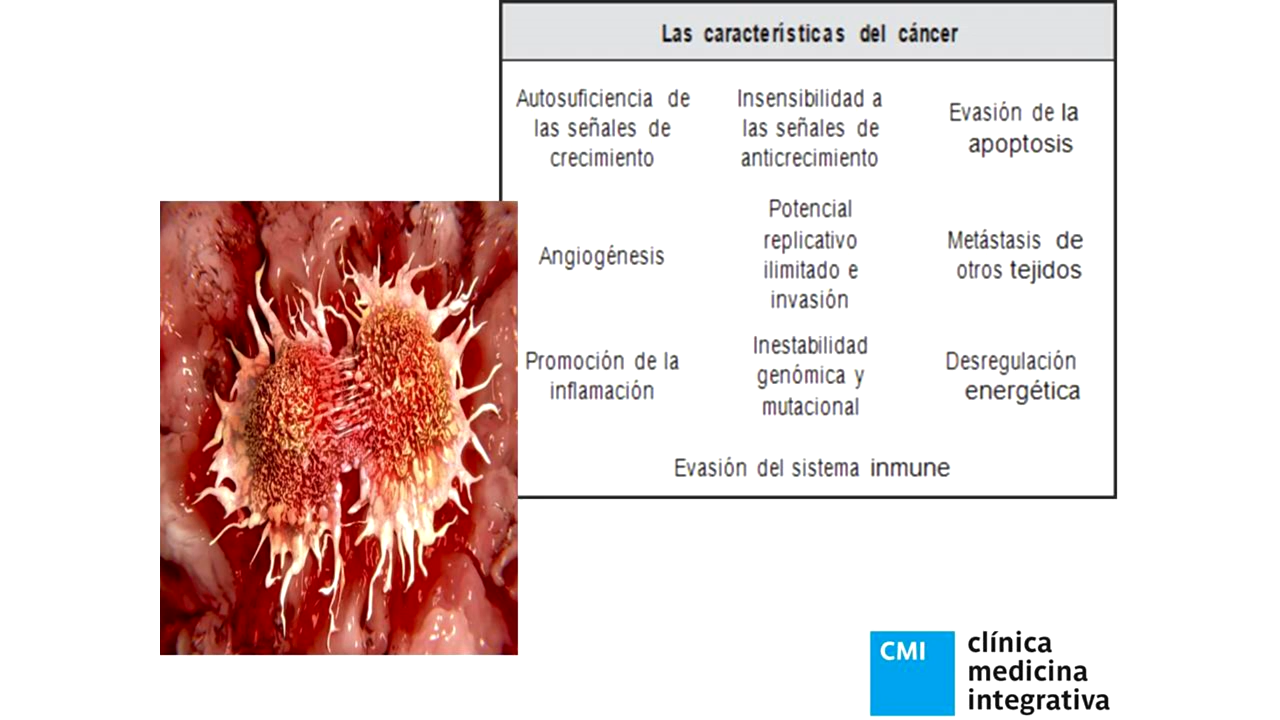 Las características del cáncer
Autosuficiencia de
las señales de
crecimiento
Insensibilidad a
las señales de
anticrecimiento
Evasión de la
apoptosis
Angiogénesis
Potencial
replicativo
ilimitado e
invasión
Metástasis de
otros tejidos
Promoción de la
inflamación
Inestabilidad
genómica y
mutacional
Desregulación
energética
Evasión del sistema inmune
CMI
clínica
medicina
integrativa